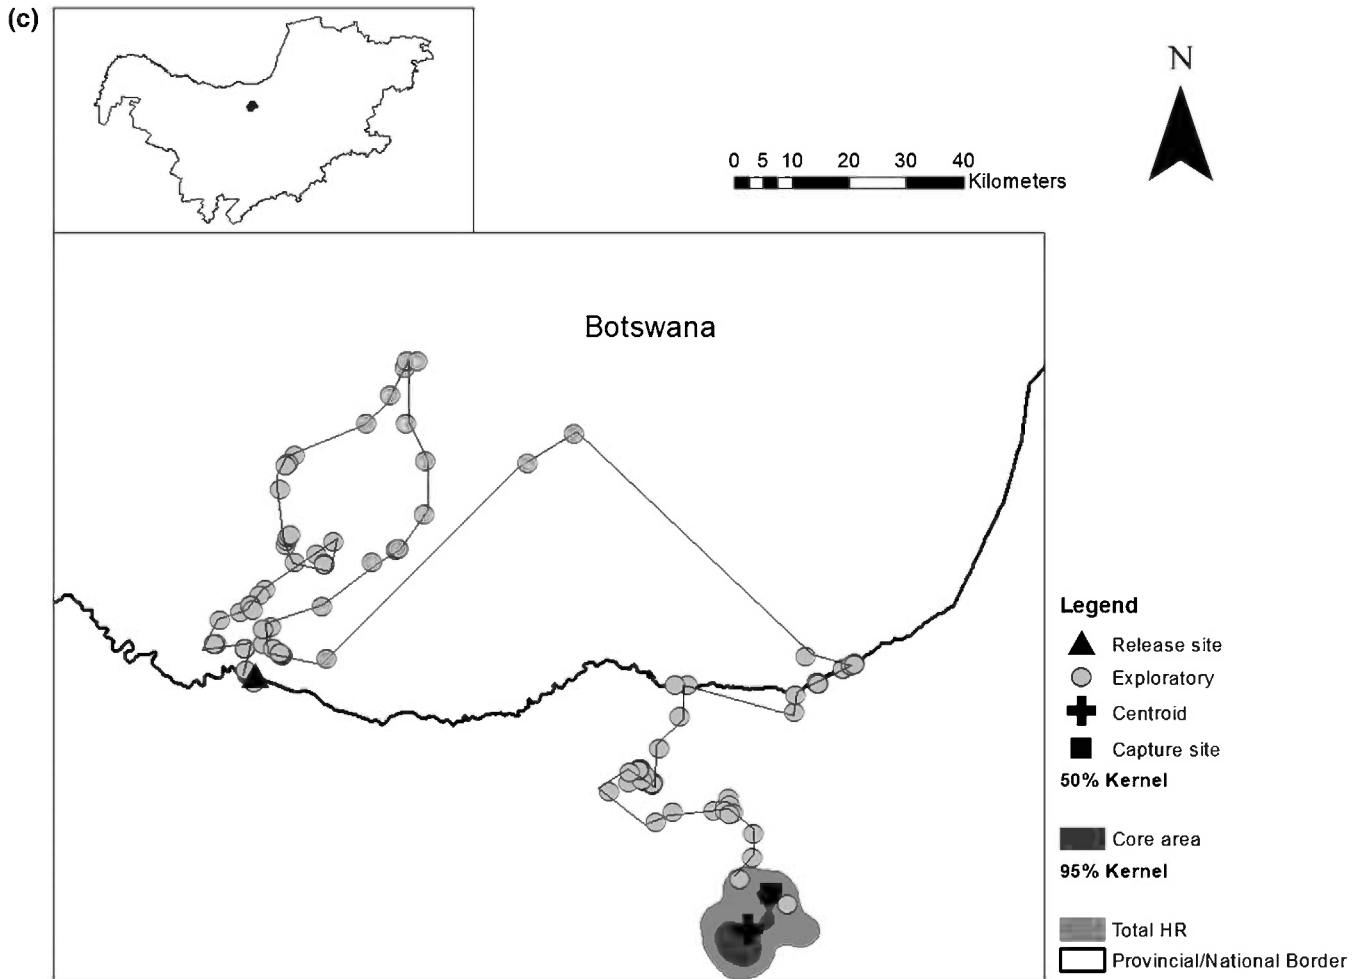 (c)
N
0 5 10 20 30 40
Kilometers
Botswana
Legend
Release site
Exploratory
Centroid
Capture site
50% Kernel
Core area
95% Kernel
Total HR
Provincial/National Border